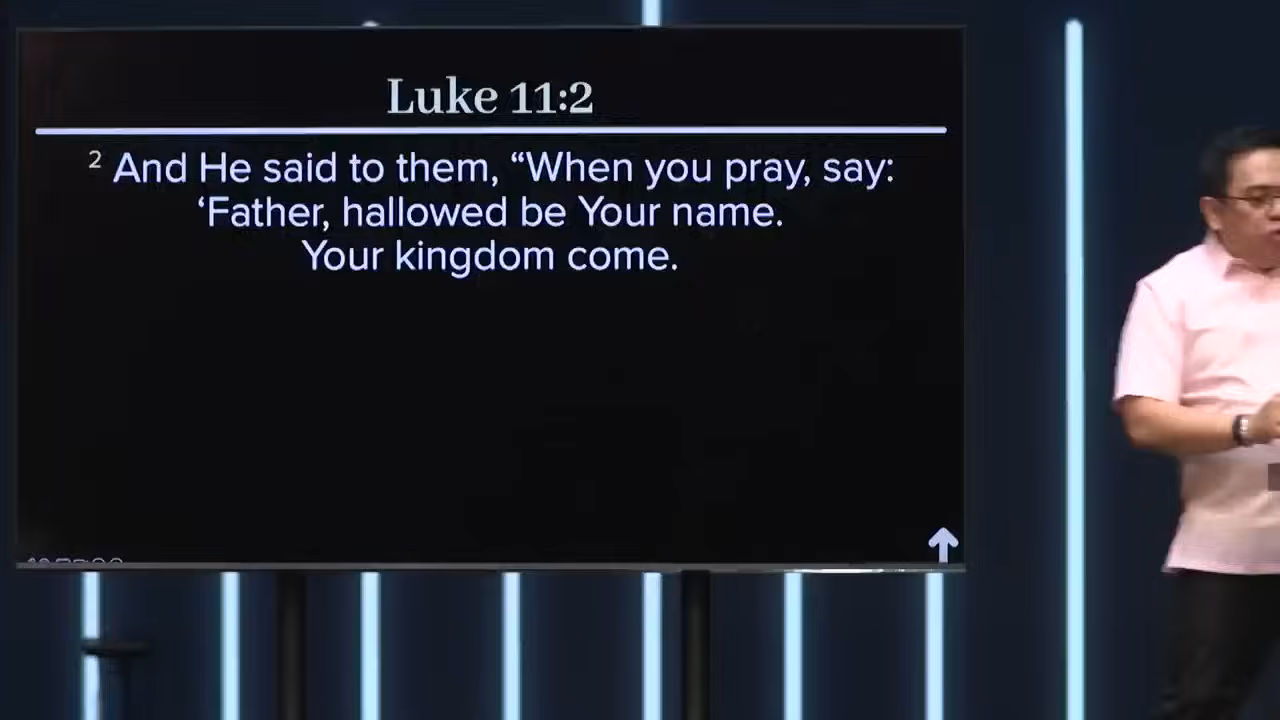 Luke 11:2
2 And He said to them, “When you pray, say:
‘Father, hallowed be Your name.
Your kingdom come.